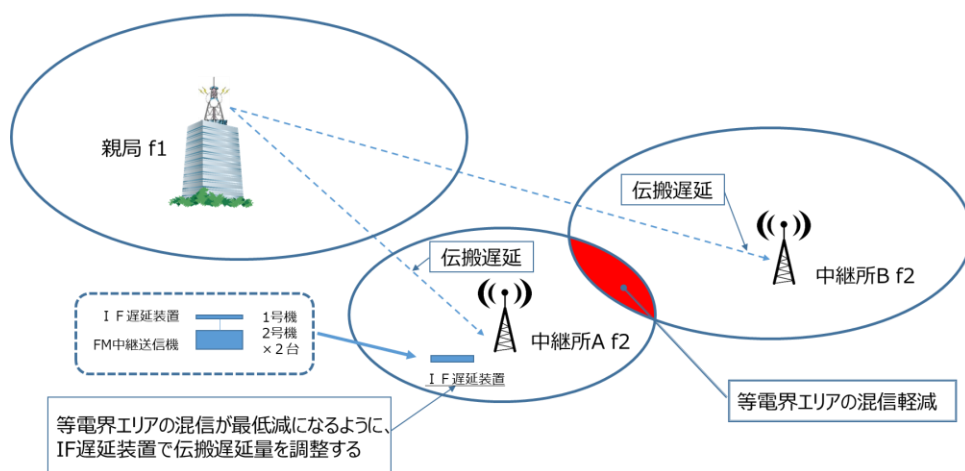 親局 f1
伝搬遅延
中継所B f2
伝搬遅延
ＩＦ遅延装置
1号機
2号機
×２台
FM中継送信機
中継所A f2
ＩＦ遅延装置
等電界エリアの混信軽減
等電界エリアの混信が最低減になるように、
IF遅延装置で伝搬遅延量を調整する